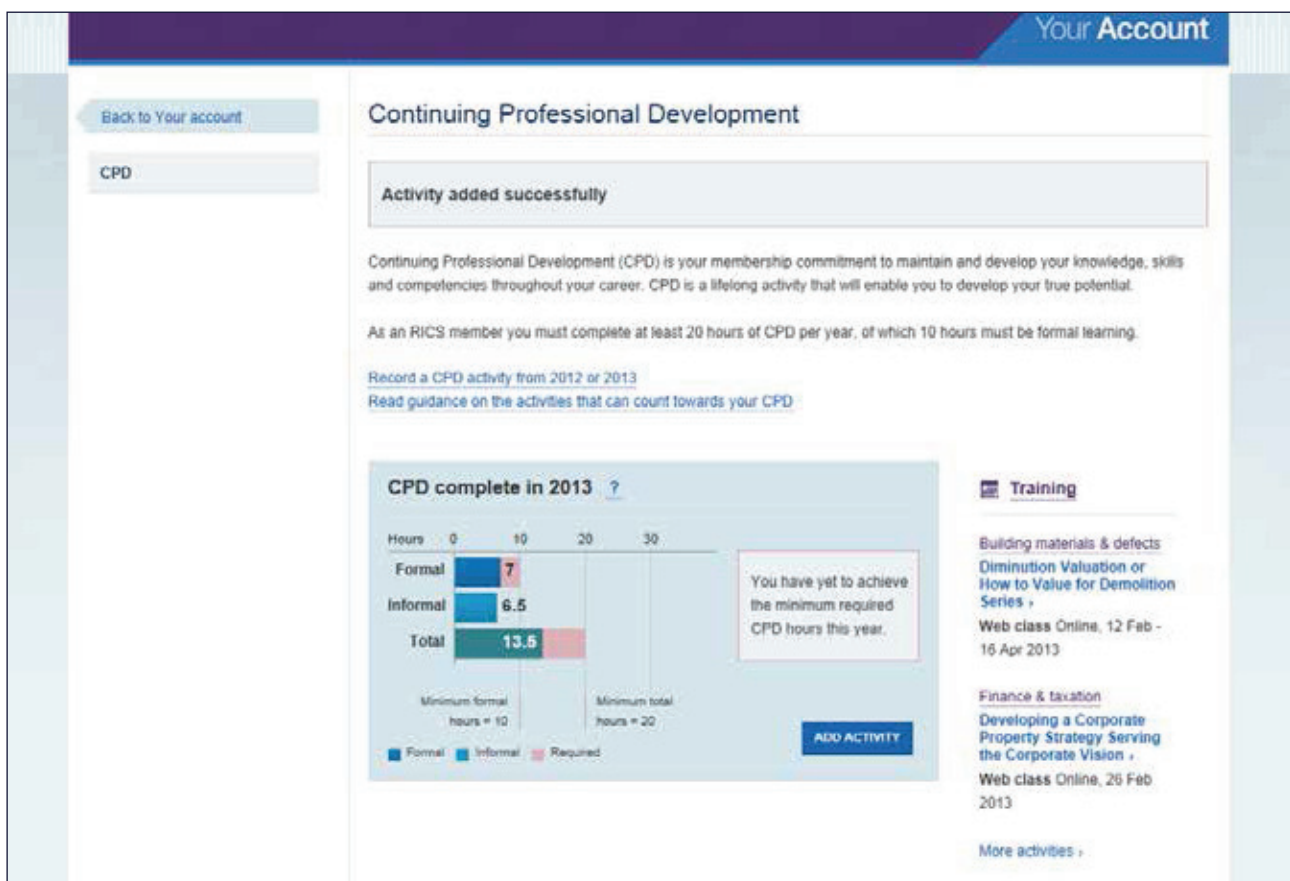 Your Account
Back to Your account
CPD
Continuing Professional Development
Activity added successfully
Continuing Professional Development (CPD) is your membership commitment to maintain and develop your knowledge, skills
and competencies throughout your career. CPD is a lifelong activity that will enable you to develop your true potential.
As an RICS member you must complete at least 20 hours of CPD per year, of which 10 hours must be formal learning.
Record a CPD activity from 2012 or 2013
Read guidance on the activities that can count towards your CPD
CPD complete in 2013 ?
Hours 0 10 20 30
Formal 7
Informal 6.5
Total 13.5
You have yet to achieve
the minimum required
CPD hours this year.
Minimum formal
hours = 10
Minimum total
hours = 20
Formal Informal Required
ADD ACTIVITY
Training
Building materials & defects
Diminution Valuation or
How to Value for Demolition
Series ›
Web class Online, 12 Feb -
16 Apr 2013
Finance & taxation
Developing a Corporate
Property Strategy Serving
the Corporate Vision ›
Web class Online, 26 Feb
2013
More activities ›